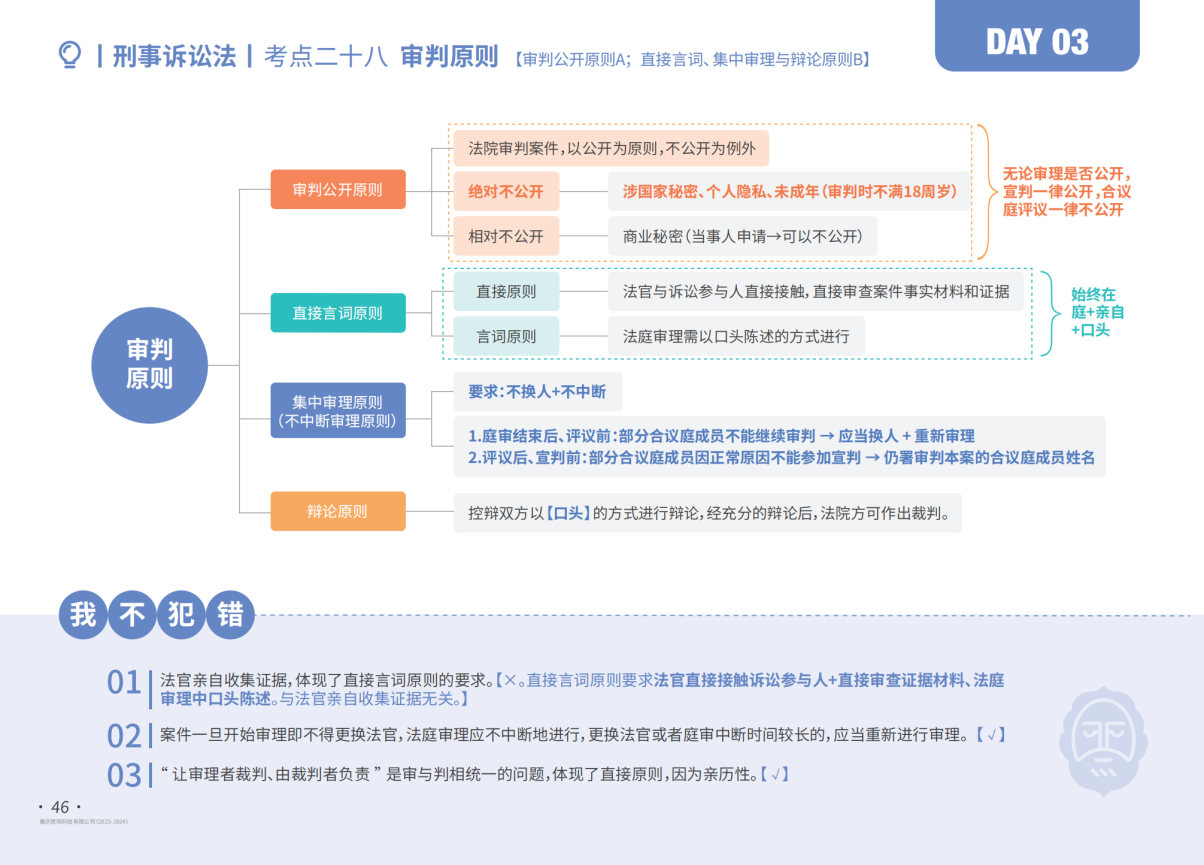 | 刑事诉讼法 | 考点二十八 审判原则 【审判公开原则A；直接言词、集中审理与辩论原则B】
DAY 03
审判
原则
审判公开原则
法院审判案件，以公开为原则，不公开为例外
绝对不公开
涉国家秘密、个人隐私、未成年（审判时不满18周岁）
相对不公开
商业秘密（当事人申请→可以不公开）
无论审理是否公开，
宣判一律公开，合议
庭评议一律不公开
直接言词原则
直接原则
法官与诉讼参与人直接接触，直接审查案件事实材料和证据
言词原则
法庭审理需以口头陈述的方式进行
始终在
庭+亲自
+口头
集中审理原则
（不中断审理原则）
要求：不换人+不中断
1.庭审结束后、评议前：部分合议庭成员不能继续审判 → 应当换人 + 重新审理
2.评议后、宣判前：部分合议庭成员因正常原因不能参加宣判 → 仍署审判本案的合议庭成员姓名
辩论原则
控辩双方以【口头】的方式进行辩论，经充分的辩论后，法院方可作出裁判。
我不犯错
01 法官亲自收集证据，体现了直接言词原则的要求。【×。直接言词原则要求法官直接接触诉讼参与人+直接审查证据材料、法庭
审理中口头陈述。与法官亲自收集证据无关。】
02 案件一旦开始审理即不得更换法官，法庭审理应不中断地进行，更换法官或者庭审中断时间较长的，应当重新进行审理。【√】
03 “让审理者裁判、由裁判者负责”是审与判相统一的问题，体现了直接原则，因为亲历性。【√】
· 46 ·